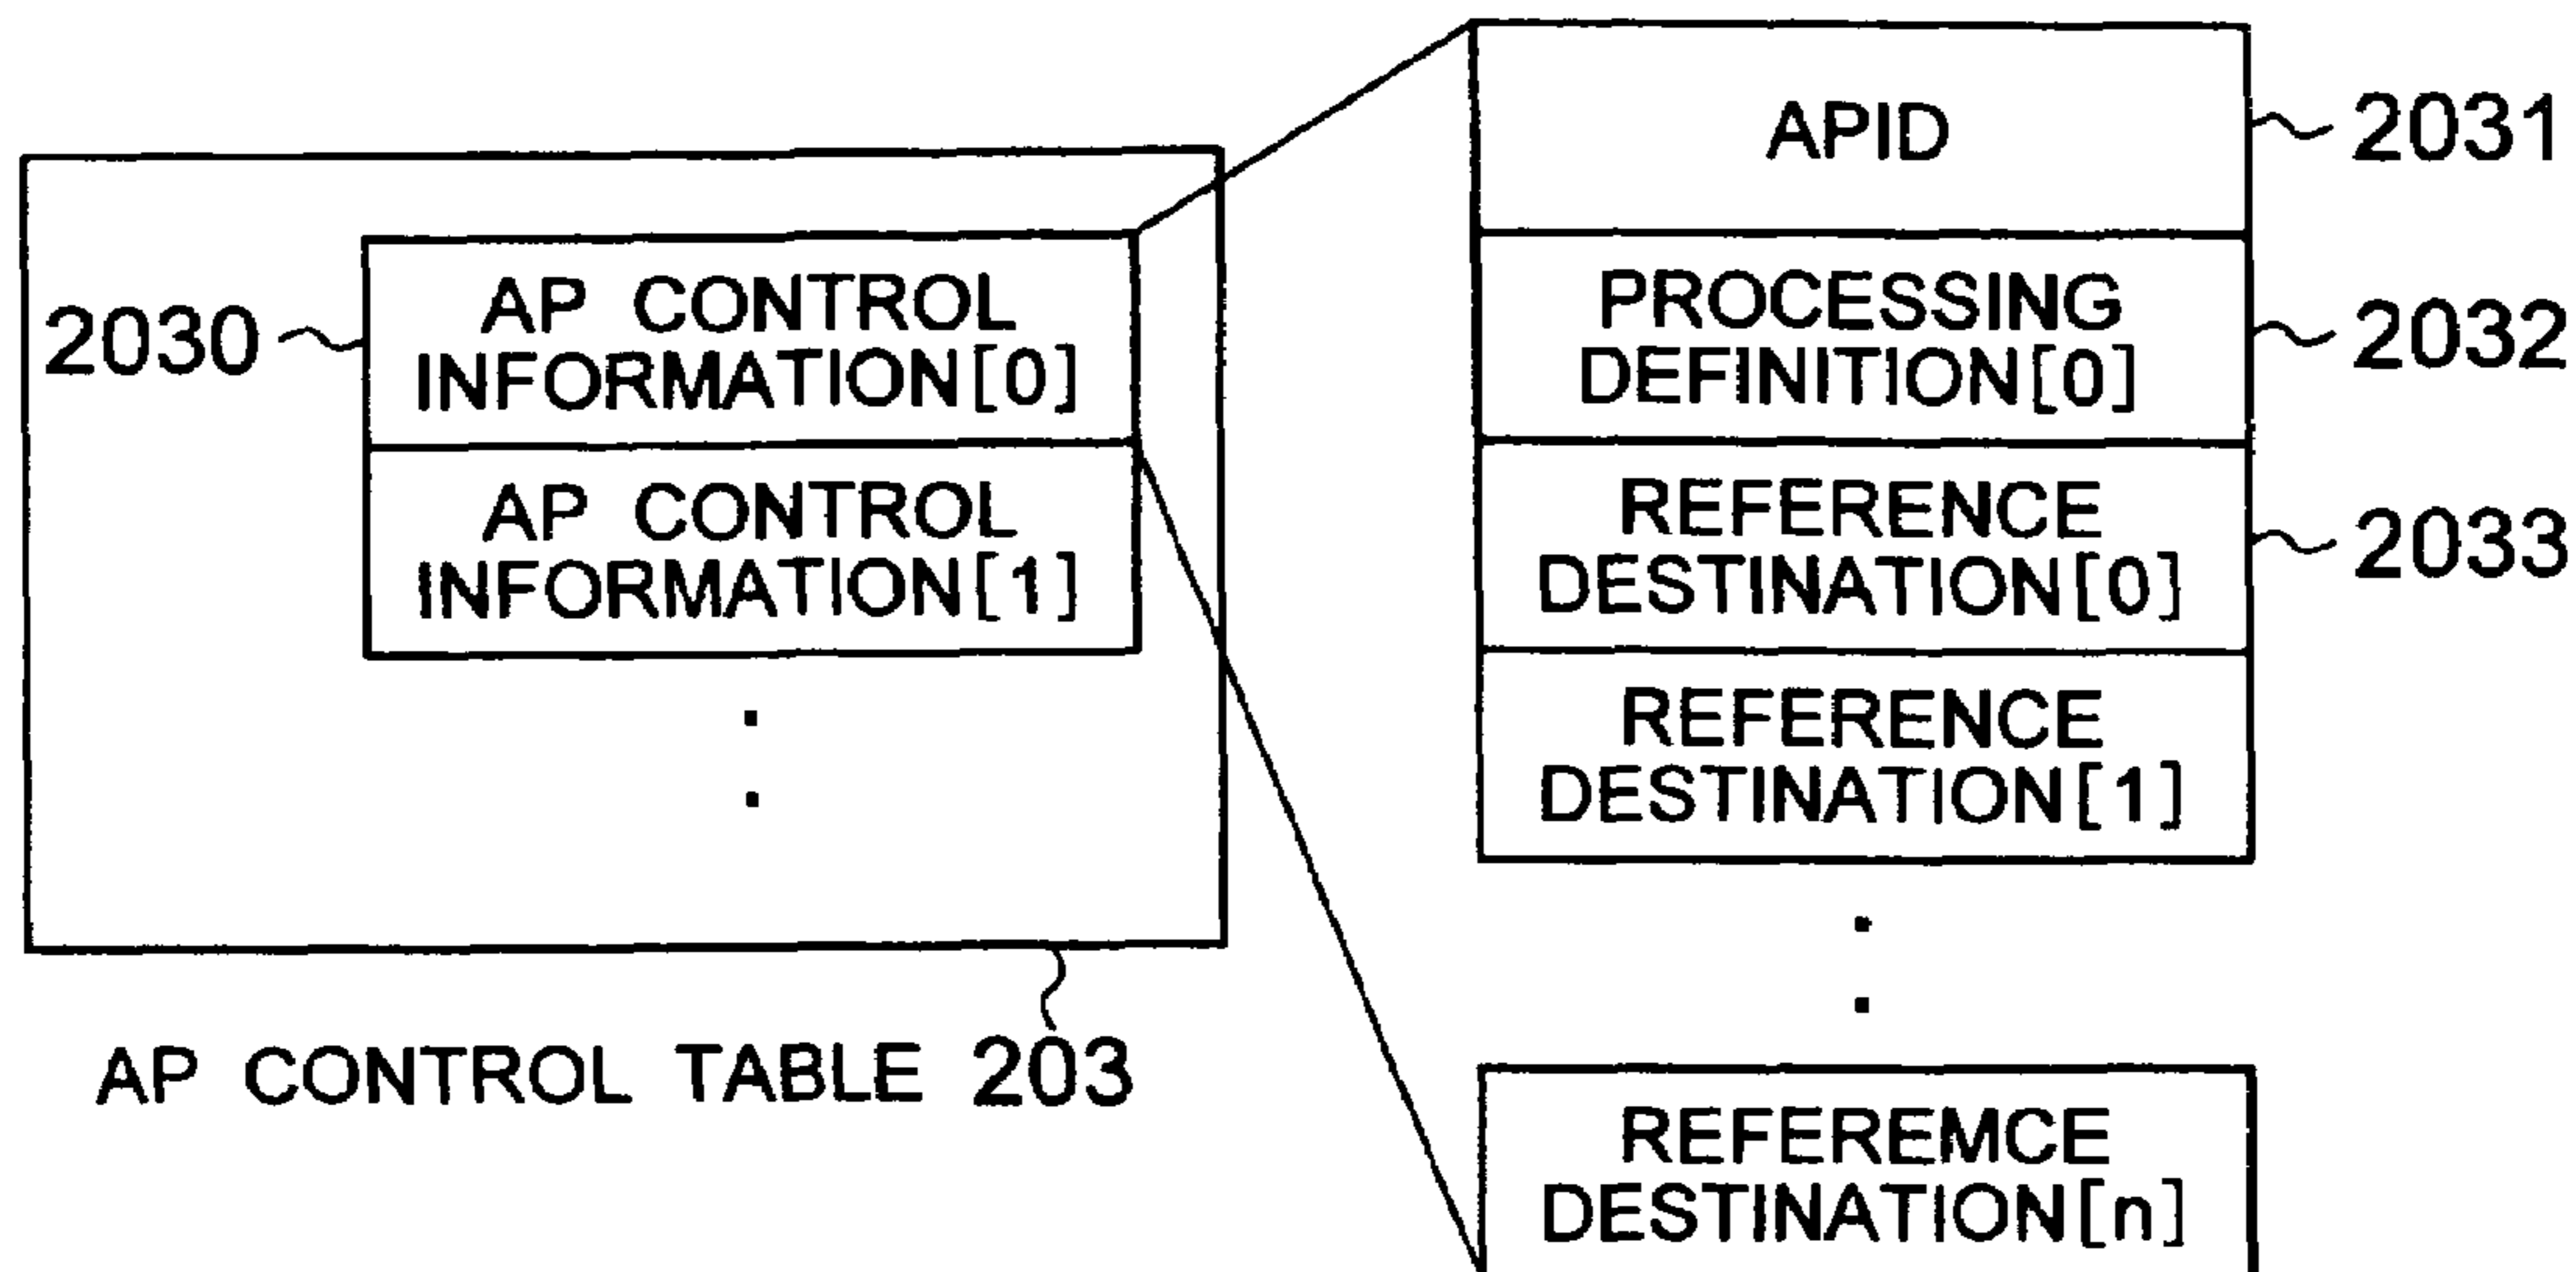 2030
AP CONTROL
INFORMATION[0]
AP CONTROL
INFORMATION[1]
AP CONTROL TABLE 203
APID
2031
PROCESSING
DEFINITION[0]
2032
REFERENCE
DESTINATION[0]
2033
REFERENCE
DESTINATION[1]
REFEREMCE
DESTINATION[n]